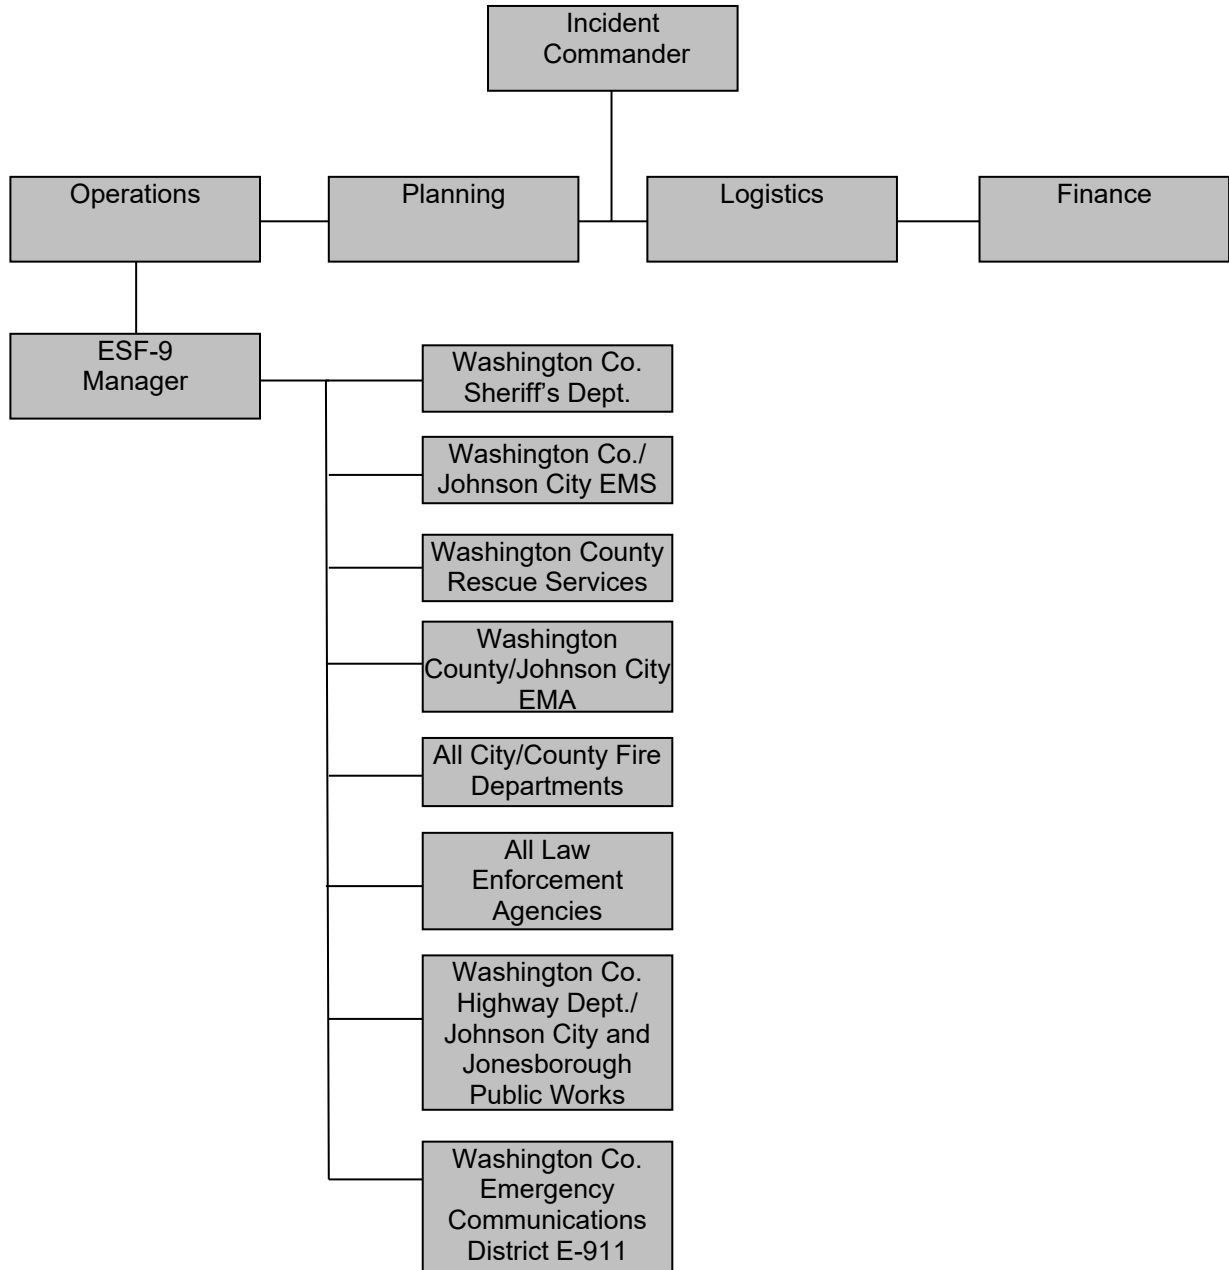 Incident
Commander
Operations
Planning
Logistics
Finance
ESF-9
Manager
Washington Co.
Sheriff’s Dept.
Washington Co./
Johnson City EMS
Washington County
Rescue Services
Washington
County/Johnson City
EMA
All City/County Fire
Departments
All Law
Enforcement
Agencies
Washington Co.
Highway Dept./
Johnson City and
Jonesborough
Public Works
Washington Co.
Emergency
Communications
District E-911